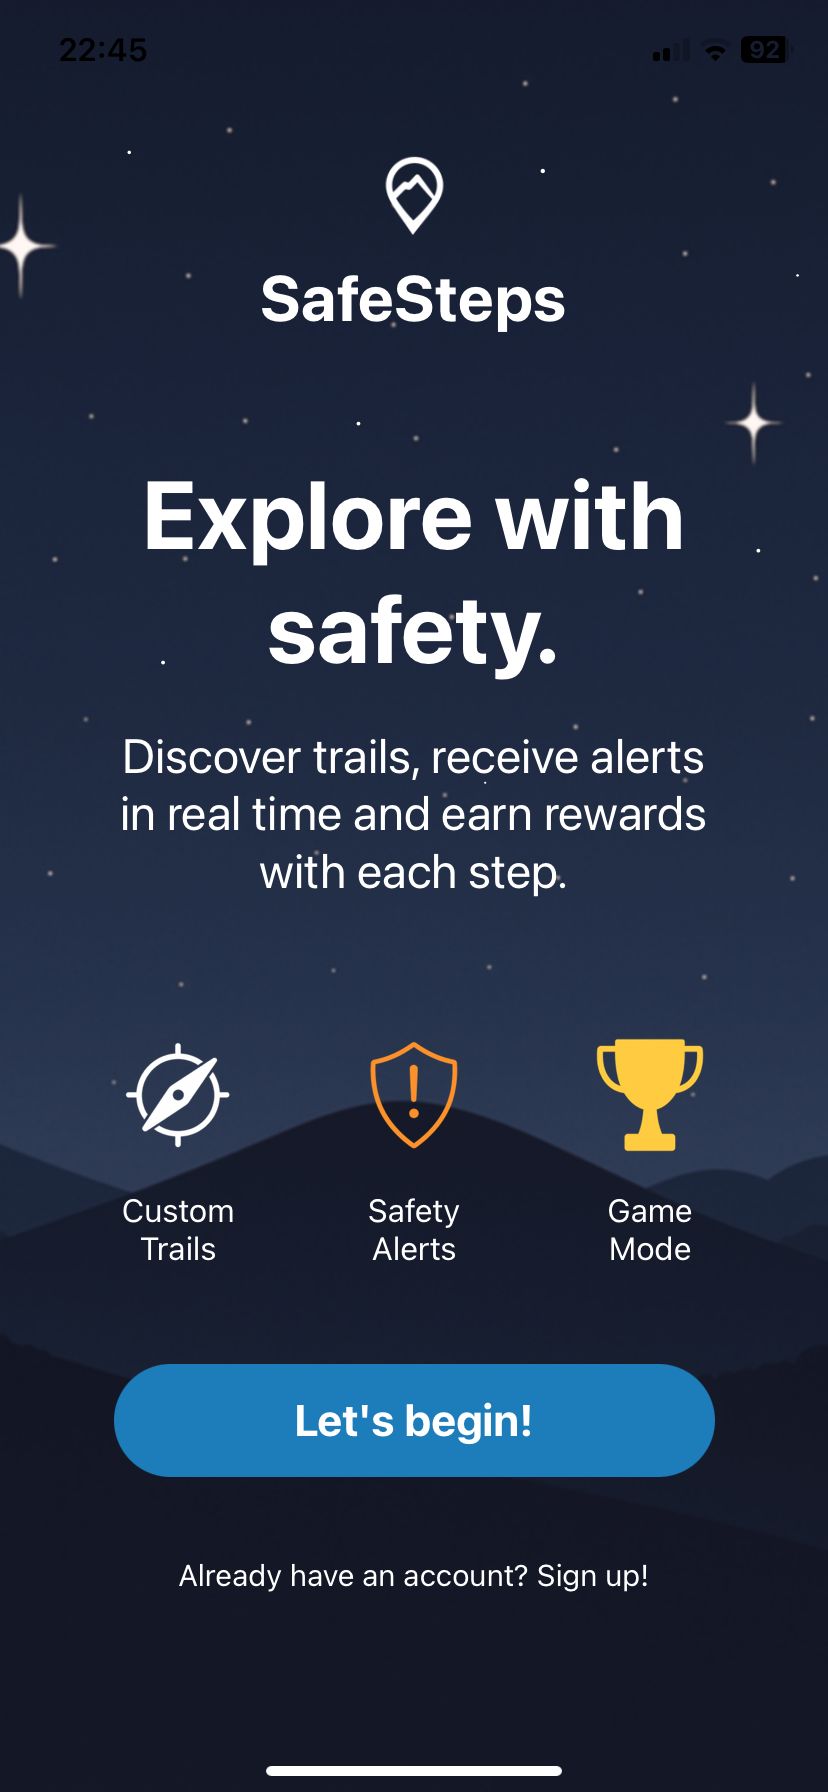 22:45
92
SafeSteps
Explore with
safety.
Discover trails, receive alerts
in real time and earn rewards
with each step.
Custom
Trails
Safety
Alerts
Game
Mode
Let's begin!
Already have an account? Sign up!